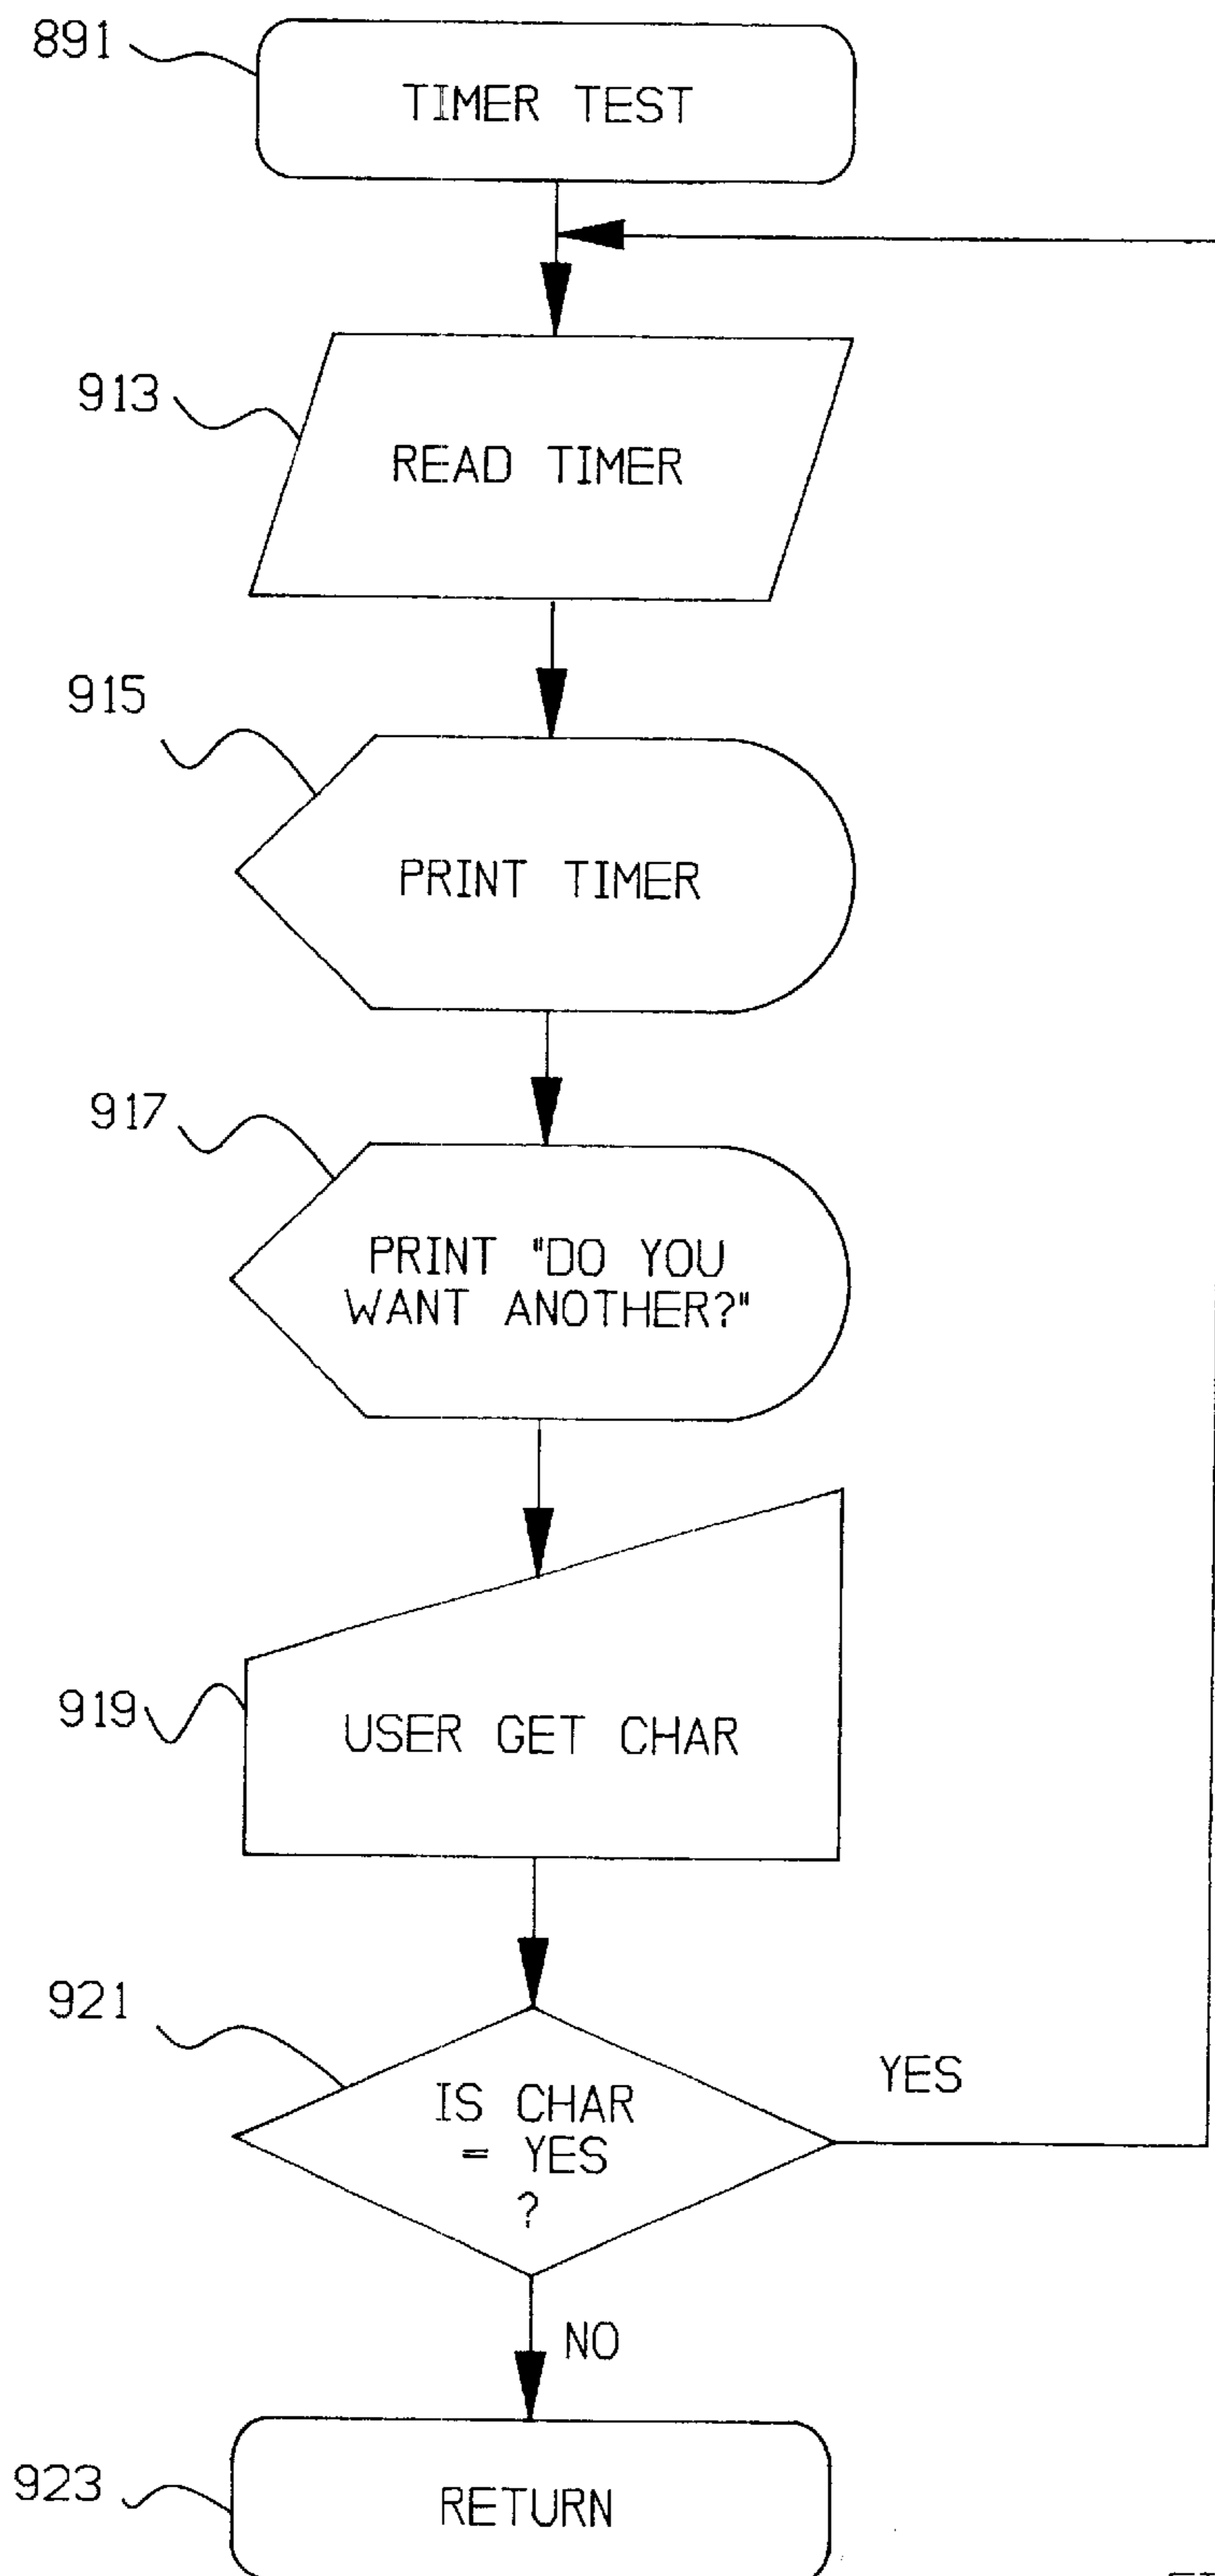 891
TIMER TEST
913
READ TIMER
915
PRINT TIMER
917
PRINT "DO YOU
WANT ANOTHER?"
919
USER GET CHAR
921
IS CHAR
= YES
?
YES
NO
923
RETURN